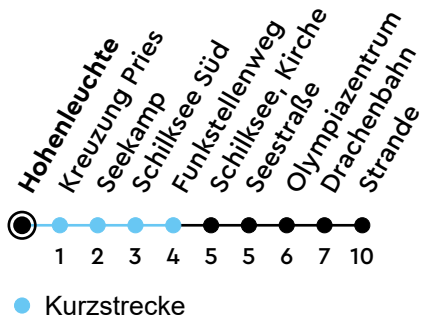 Hohenleuchte
Kreuzung Pries
Seekamp
Schilksee Süd
Funkstellenweg
Schilksee, Kirche
Seestraße
Olympiazentrum
Drachenbahn
Strande
1 2 3 4 5 5 6 7 10
Kurzstrecke